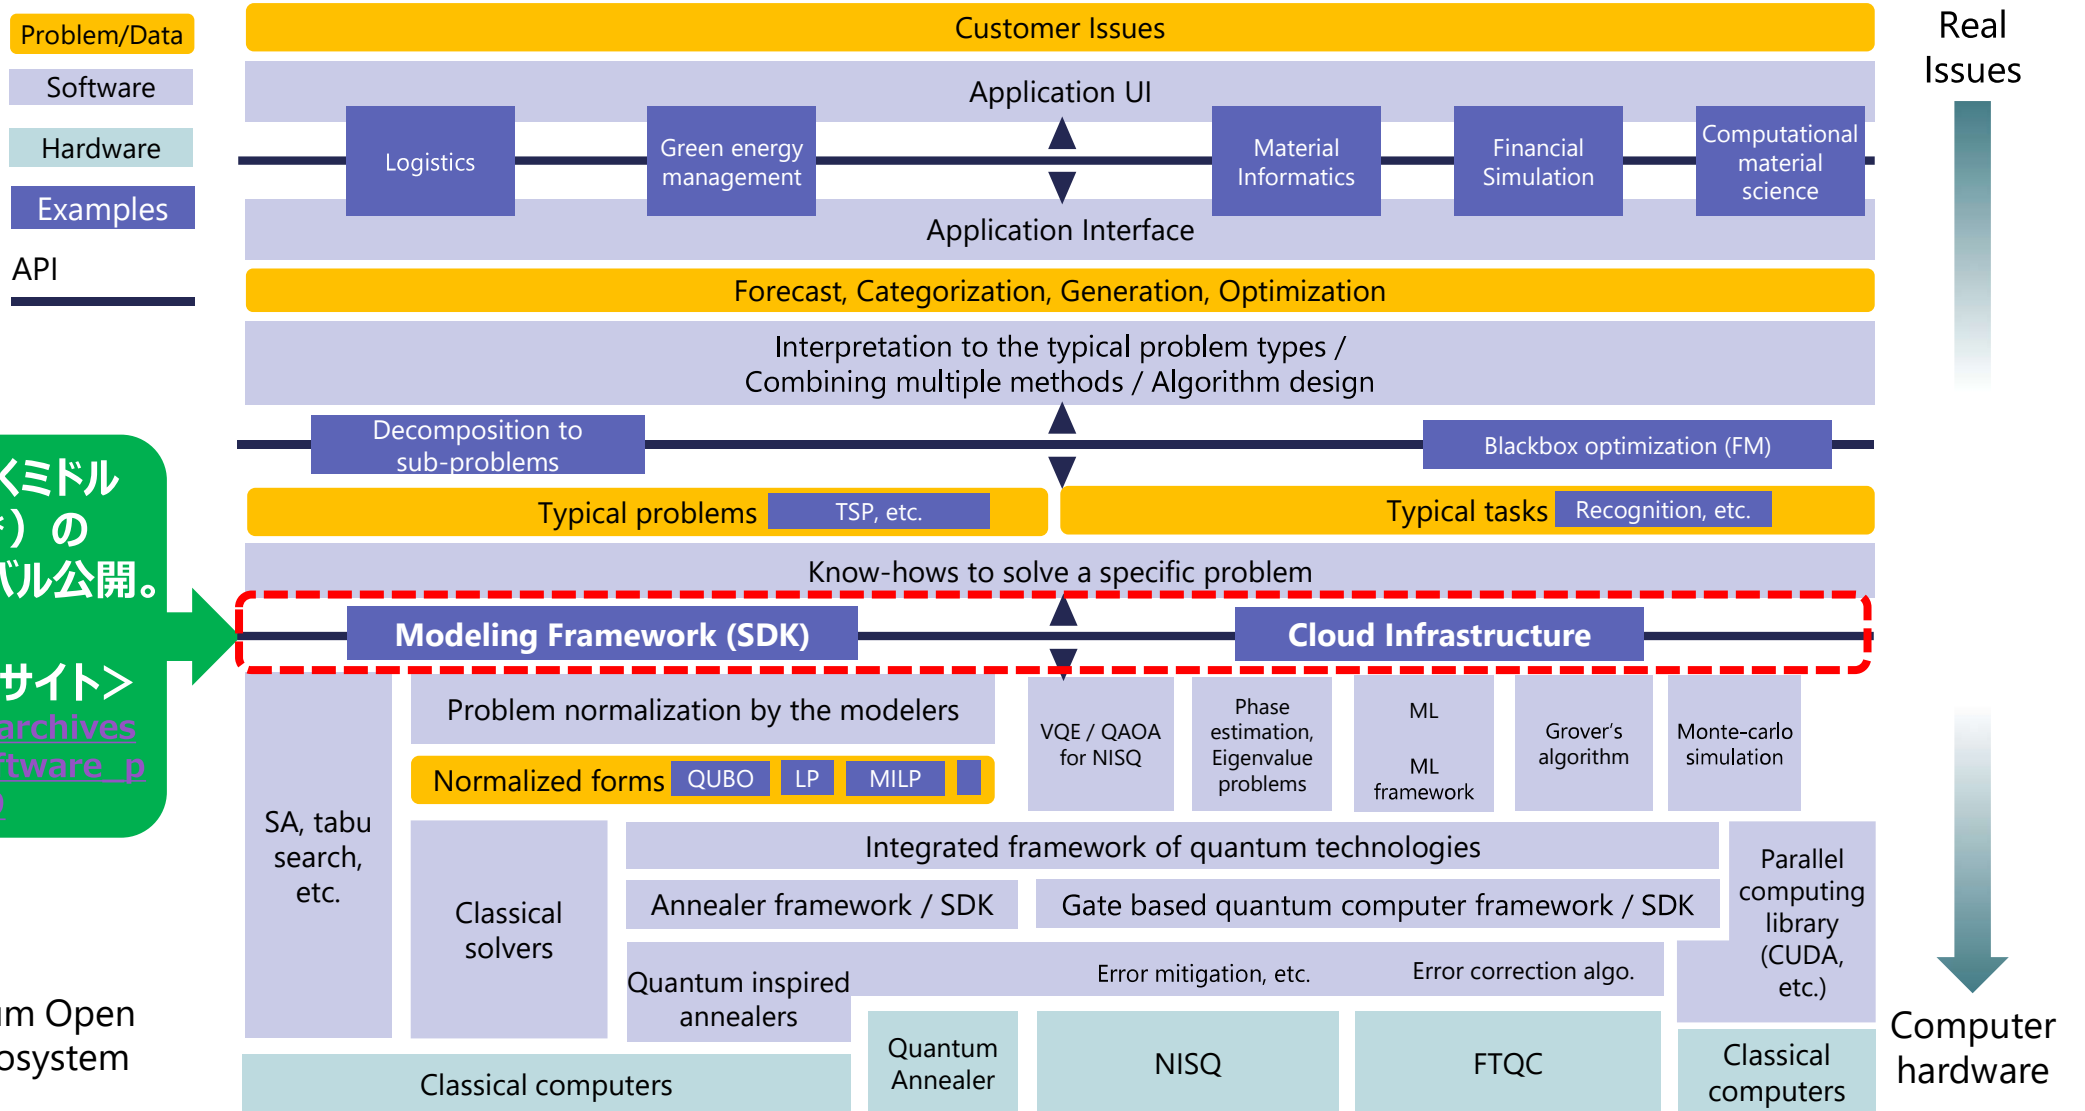 Problem/Data
Software
Hardware
Examples
API
Customer Issues
Application UI
Logistics
Green energy
management
Material
Informatics
Financial
Simulation
Computational
material
science
Application Interface
Forecast, Categorization, Generation, Optimization
Interpretation to the typical problem types /
Combining multiple methods / Algorithm design
Decomposition to
sub-problems
Blackbox optimization (FM)
Typical problems
TSP, etc.
Typical tasks
Recognition, etc.
Know-hows to solve a specific problem
Modeling Framework (SDK)
Cloud Infrastructure
くミドル
）の
バル公開。
サイト＞
archives
ftware_p
SA, tabu
search,
etc.
Problem normalization by the modelers
Normalized forms
QUBO
LP
MILP
Classical
solvers
VQE / QAOA
for NISQ
Phase
estimation,
Eigenvalue
problems
ML
ML
framework
Grover's
algorithm
Monte-carlo
simulation
Integrated framework of quantum technologies
Annealer framework / SDK
Gate based quantum computer framework / SDK
Quantum inspired
annealers
Error mitigation, etc.
Error correction algo.
Parallel
computing
library
(CUDA,
etc.)
Classical computers
Quantum
Annealer
NISQ
FTQC
Classical
computers
um Open
osystem
Real
Issues
Computer
hardware